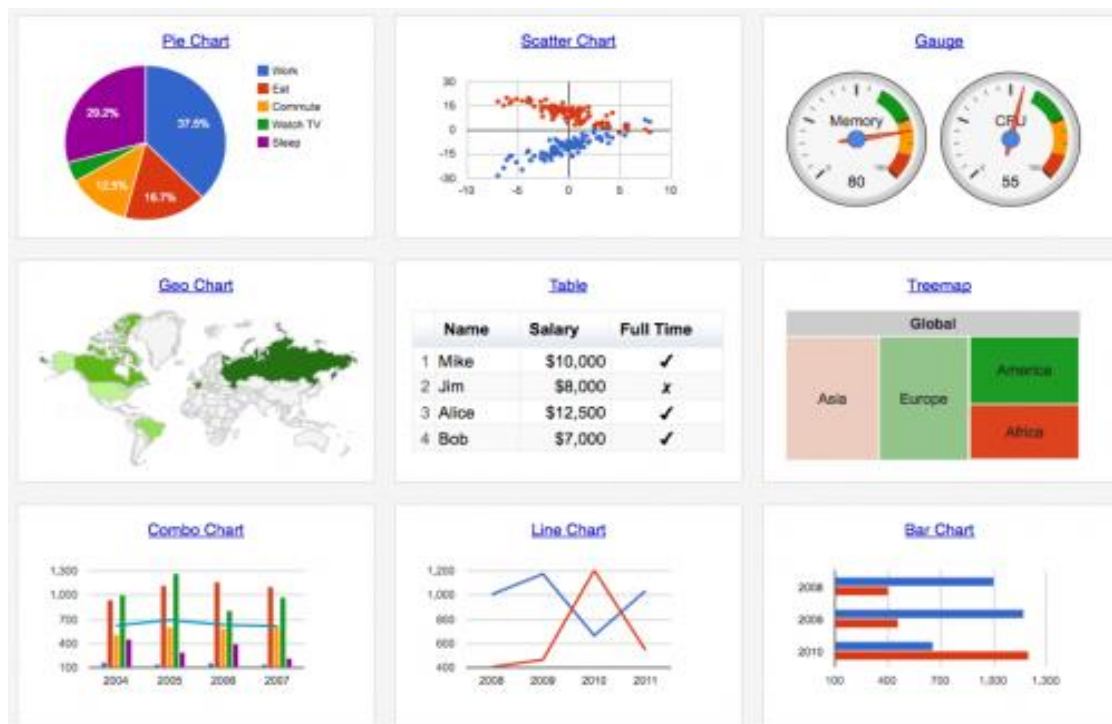 Pie Chart
Work
Eat
Commute
Watch TV
Sleep
29.2%
37.5%
12.5%
16.7%
Scatter Chart
30
15
0
-15
-30
-10 -5 0 5 10
Gauge
Memory
80
CPU
55
Geo Chart
Table
Name Salary Full Time
1 Mike $10,000 ✓
2 Jim $8,000 ✗
3 Alice $12,500 ✓
4 Bob $7,000 ✓
Treemap
Global
Asia
Europe
America
Africa
Combo Chart
1,300
1,000
700
400
100
2004 2005 2006 2007
Line Chart
1,200
1,000
800
600
400
2008 2009 2010 2011
Bar Chart
2008
2009
2010
100 400 700 1,000 1,300